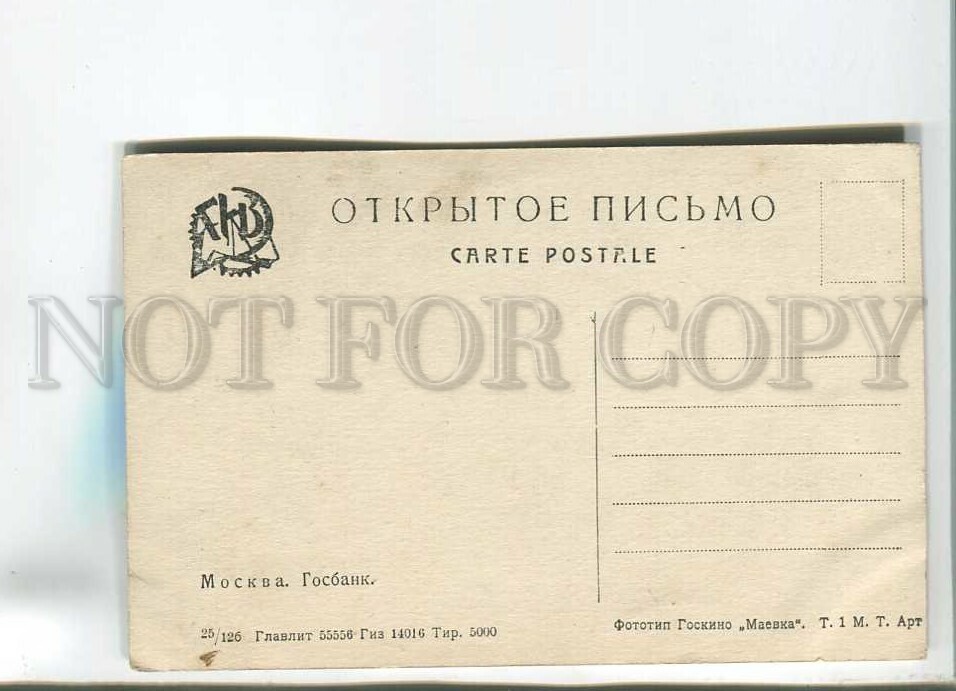 ОТКРЫТОЕ ПИСЬМО
CARTE POSTALE
NOT FOR COPY
Москва. Госбанк.
25/126 Главлит 55556 Гиз 14016 Тир. 5000
Фототип Госкино „Маевка“. Т. 1 М. Т. Арт